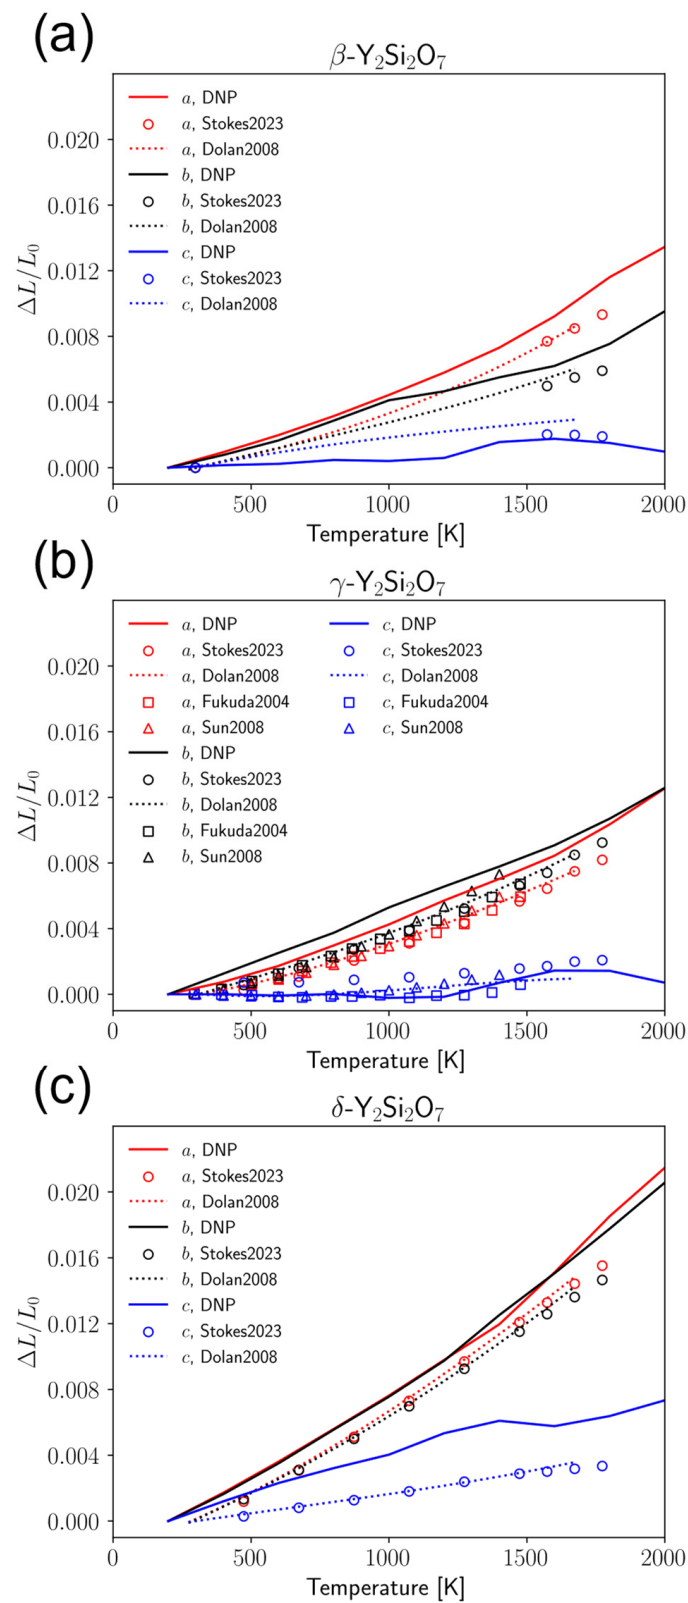 (a)
β-Y₂Si₂O₇
a, DNP
a, Stokes2023
a, Dolan2008
b, DNP
b, Stokes2023
b, Dolan2008
c, DNP
c, Stokes2023
c, Dolan2008
0.020
0.016
0.012
0.008
0.004
0.000
ΔL/L₀
0 500 1000 1500 2000
Temperature [K]
(b)
γ-Y₂Si₂O₇
a, DNP c, DNP
a, Stokes2023 c, Stokes2023
a, Dolan2008 c, Dolan2008
a, Fukuda2004 c, Fukuda2004
a, Sun2008 c, Sun2008
b, DNP
b, Stokes2023
b, Dolan2008
b, Fukuda2004
b, Sun2008
0.020
0.016
0.012
0.008
0.004
0.000
ΔL/L₀
0 500 1000 1500 2000
Temperature [K]
(c)
δ-Y₂Si₂O₇
a, DNP
a, Stokes2023
a, Dolan2008
b, DNP
b, Stokes2023
b, Dolan2008
c, DNP
c, Stokes2023
c, Dolan2008
0.020
0.016
0.012
0.008
0.004
0.000
ΔL/L₀
0 500 1000 1500 2000
Temperature [K]